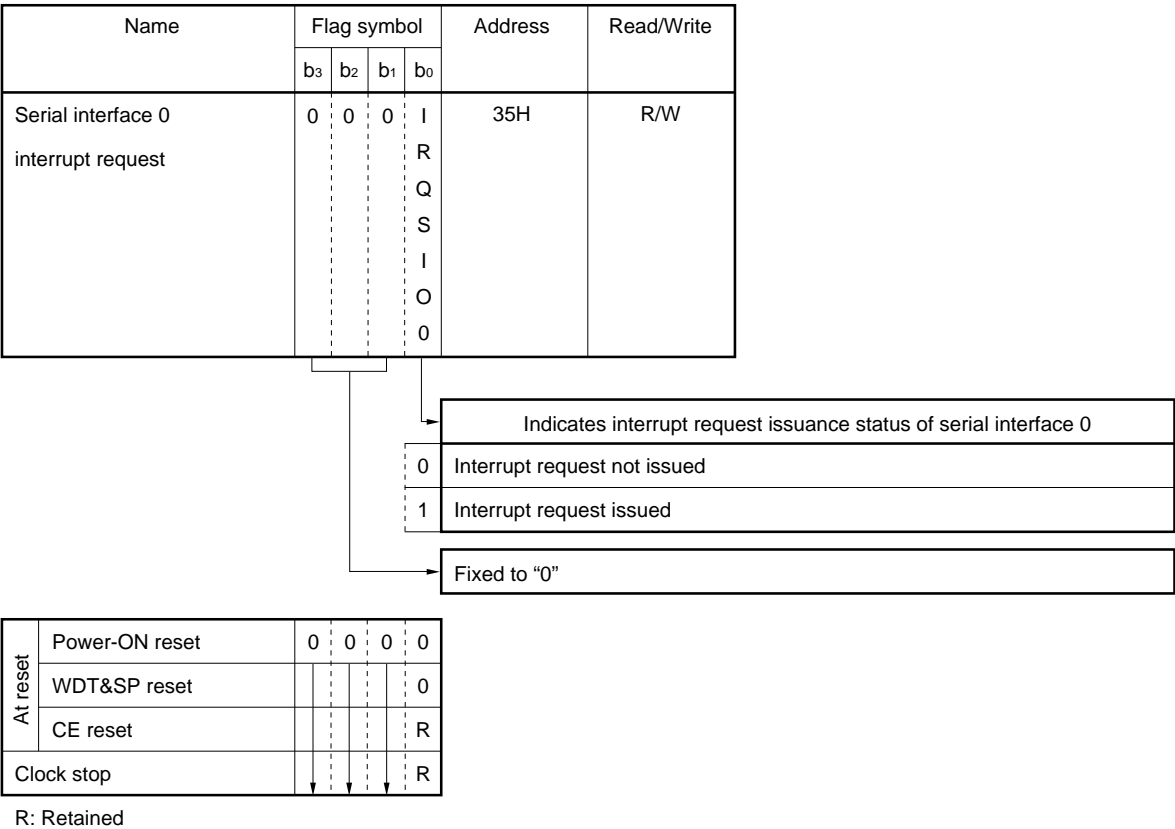 Name Flag symbol Address Read/Write
b3 b2 b1 b0
Serial interface 0 0 0 0 I 35H R/W
interrupt request R
Q
S
I
O
0
Indicates interrupt request issuance status of serial interface 0
0 Interrupt request not issued
1 Interrupt request issued
Fixed to “0”
At reset
Power-ON reset 0 0 0 0
WDT&SP reset 0
CE reset R
Clock stop R
R: Retained